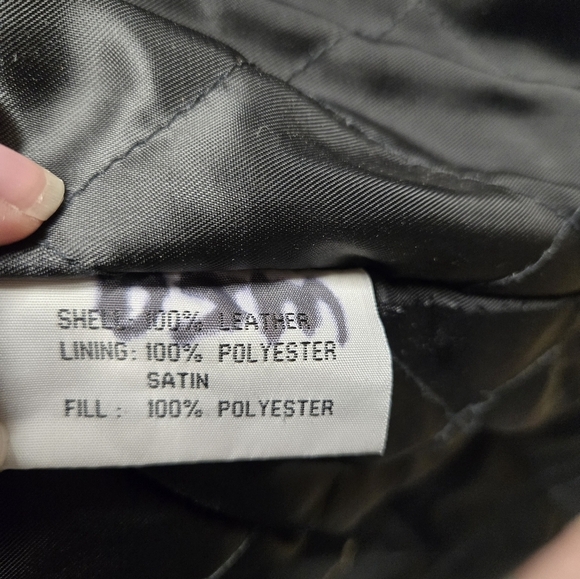 SHELL: 100% LEATHER
LINING: 100% POLYESTER
SATIN
FILL : 100% POLYESTER